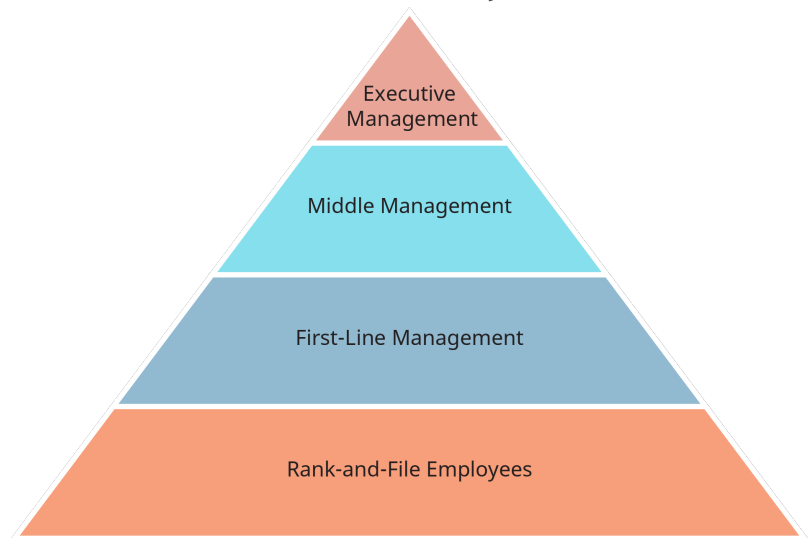 Executive
Management
Middle Management
First-Line Management
Rank-and-File Employees